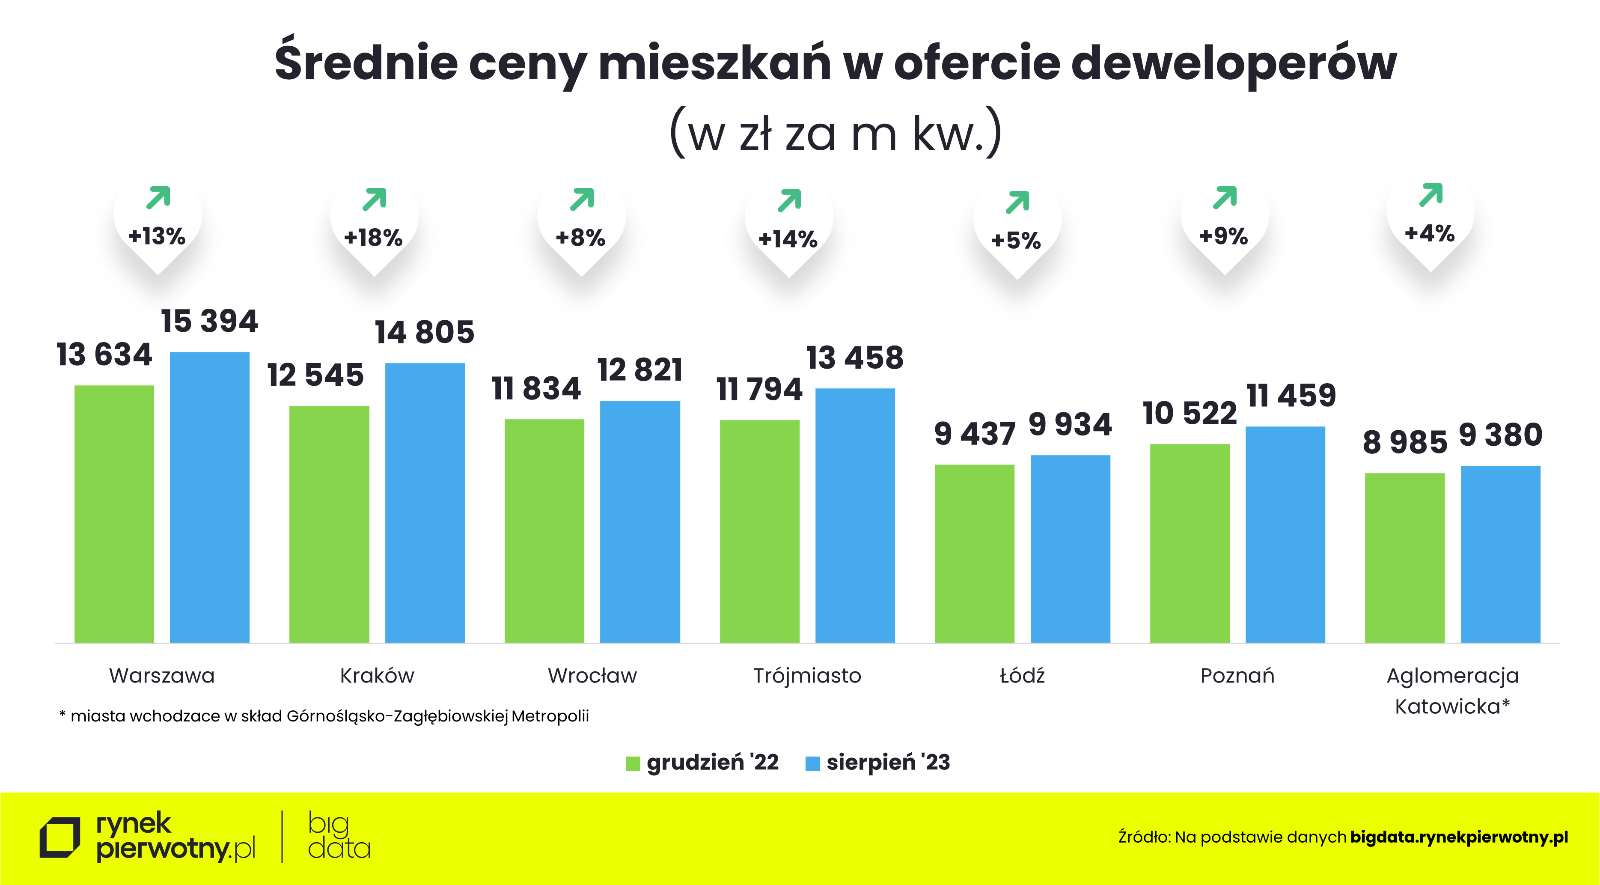 Średnie ceny mieszkań w ofercie deweloperów
(w zł za m kw.)
+13%
+18%
+8%
+14%
+5%
+9%
+4%
13 634
15 394
12 545
14 805
11 834
12 821
11 794
13 458
9 437
9 934
10 522
11 459
8 985
9 380
Warszawa
Kraków
Wrocław
Trójmiasto
Łódź
Poznań
Aglomeracja
Katowicka*
* miasta wchodzace w skład Górnośląsko-Zagłębiowskiej Metropolii
grudzień '22
sierpień '23
rynek
pierwotny.pl
big
data
Źródło: Na podstawie danych bigdata.rynekpierwotny.pl